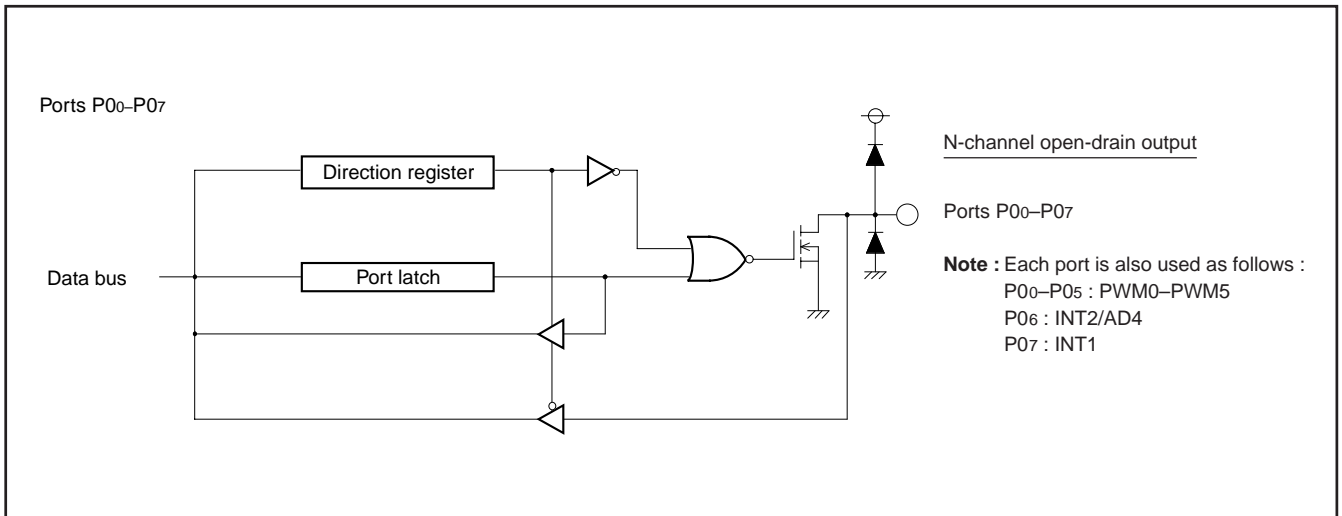 Ports P00–P07
Direction register
Data bus
Port latch
N-channel open-drain output
Ports P00–P07
Note : Each port is also used as follows :
P00–P05 : PWM0–PWM5
P06 : INT2/AD4
P07 : INT1